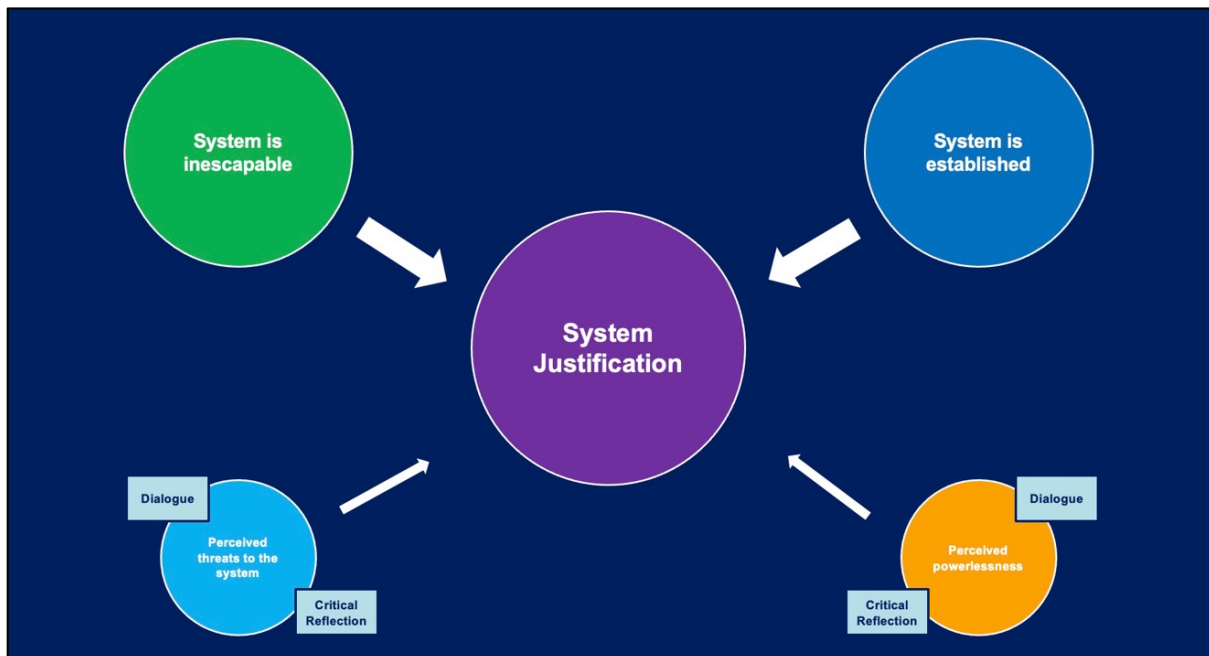 System is
inescapable
System is
established
System
Justification
Dialogue
Perceived
threats to the
system
Critical
Reflection
Dialogue
Perceived
powerlessness
Critical
Reflection